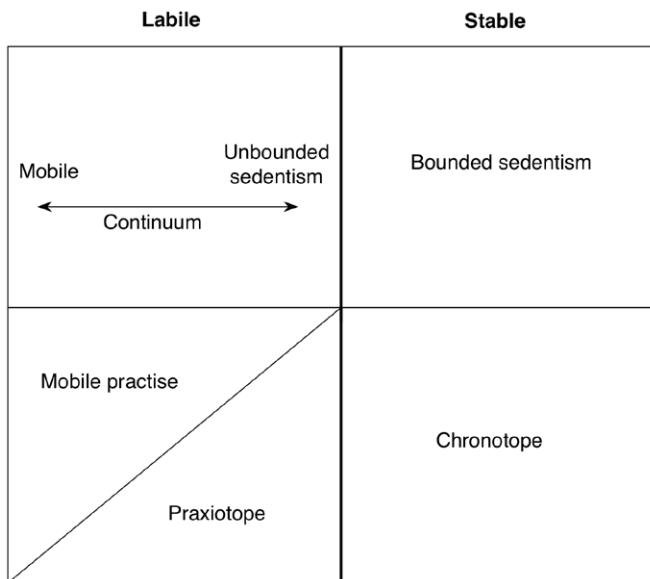 Labile
Stable
Mobile
Unbounded
sedentism
Continuum
Bounded sedentism
Mobile practise
Praxiotope
Chronotope